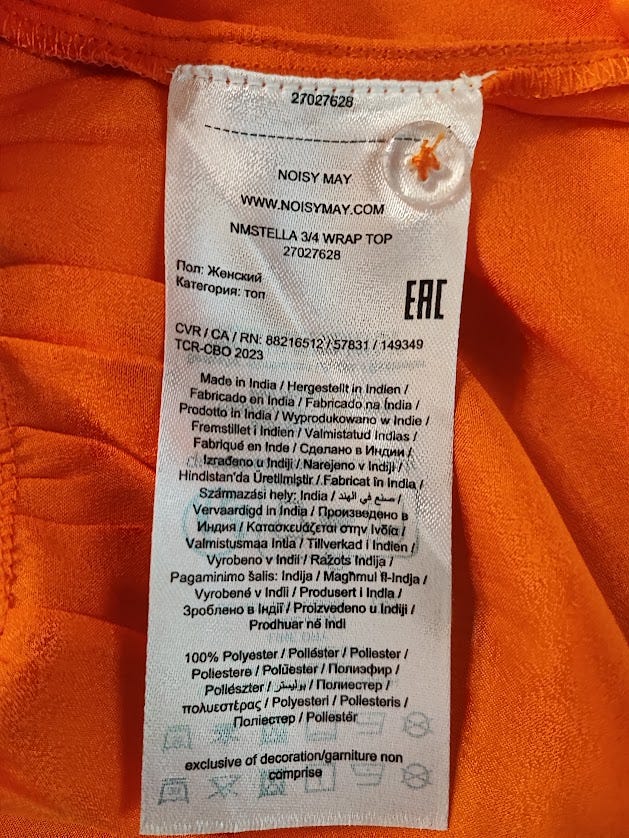 27027628
NOISY MAY
WWW.NOISYMAY.COM
NMSTELLA 3/4 WRAP TOP
27027628
Пол: Женский
Категория: топ
EAC
CVR / CA / RN: 88216512 / 57831 / 149349
TCR-CBO 2023
Made in India / Hergestellt in Indien /
Fabricado en India / Fabricado na Índia /
Prodotto in India / Wyprodukowano w Indie /
Fremstillet i Indien / Valmistatud Indias /
Fabriqué en Inde / Сделано в Индии /
Izrađeno u Indiji / Narejeno v Indiji /
Hindistan'da Üretilmiştir / Fabricat în India /
Származási hely: India / صنع في الهند /
Vervaardigd in India / Произведено в
Индия / Κατασκευάζεται στην Ινδία /
Valmistusmaa Intia / Tillverkad i Indien /
Vyrobeno v Indii / Ražots Indija /
Pagaminimo šalis: Indija / Magħmul fl-Indja /
Vyrobené v Indii / Produsert i India /
Зроблено в Індії / Proizvedeno u Indiji /
Prodhuar në Indi
100% Polyester / Poliéster / Poliester /
Poliestere / Polüester / Полиэфир /
Poliészter / بوليستر / Полиестер /
πολυεστέρας / Polyesteri / Poliesteris /
Поліестер / Poliestër
exclusive of decoration/garniture non
comprise